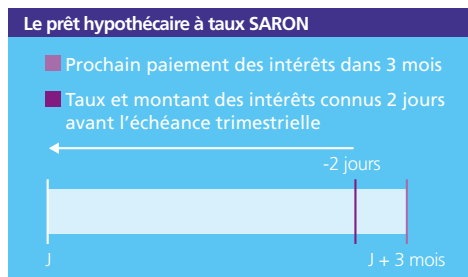 Le prêt hypothécaire à taux SARON
Prochain paiement des intérêts dans 3 mois
Taux et montant des intérêts connus 2 jours
avant l'échéance trimestrielle
-2 jours
J
J + 3 mois